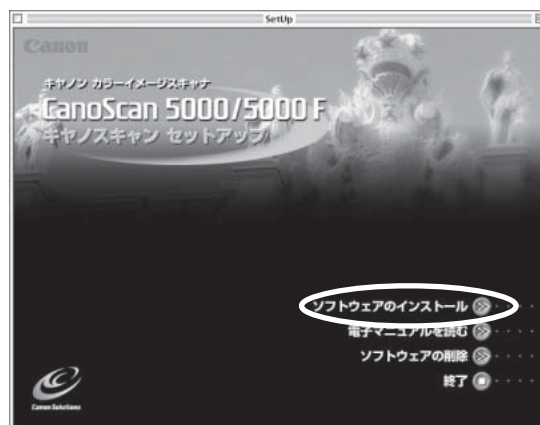 SetUp
Canon
キヤノン カラーイメージスキャナ
CanoScan 5000/5000 F
キヤノスキャン セットアップ
ソフトウェアのインストール
電子マニュアルを読む
ソフトウェアの削除
終了
Canon Solutions